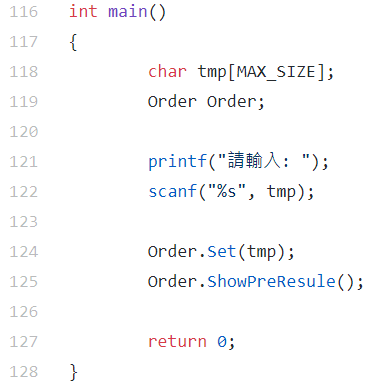 116 int main()
117 {
118 char tmp[MAX_SIZE];
119 Order Order;
120
121 printf("請輸入: ");
122 scanf("%s", tmp);
123
124 Order.Set(tmp);
125 Order.ShowPreResule();
126
127 return 0;
128 }